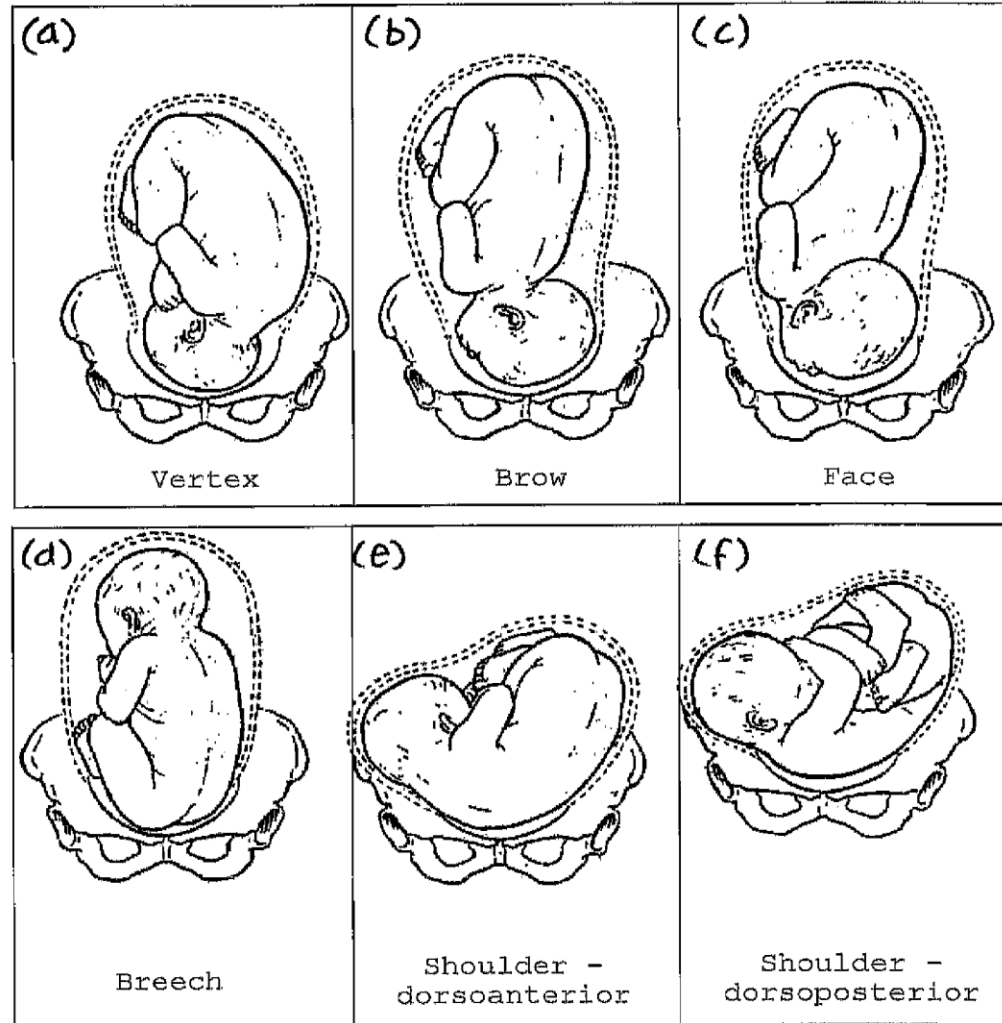 (a) (b) (c)
Vertex Brow Face
(d) (e) (f)
Breech
Shoulder -
dorsoanterior
Shoulder -
dorsoposterior